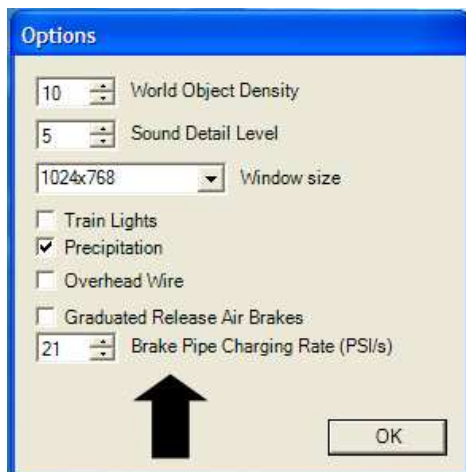 Options
10 World Object Density
5 Sound Detail Level
1024x768 Window size
Train Lights
Precipitation
Overhead Wire
Graduated Release Air Brakes
21 Brake Pipe Charging Rate (PSI/s)
OK